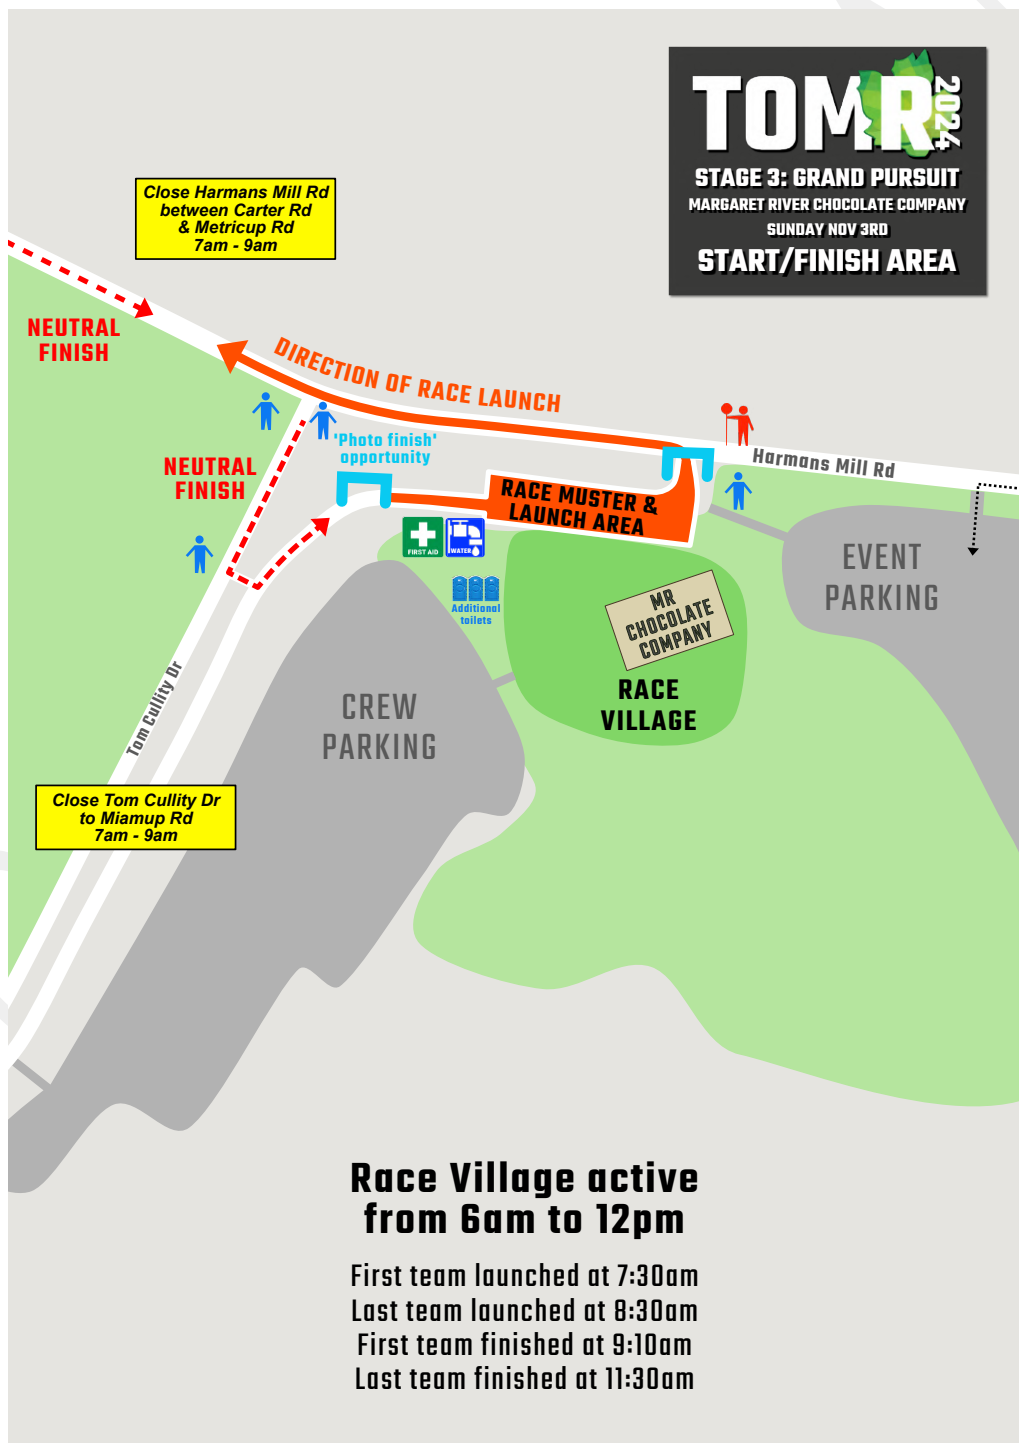 TOMR 2024
STAGE 3: GRAND PURSUIT
MARGARET RIVER CHOCOLATE COMPANY
SUNDAY NOV 3RD
START/FINISH AREA
Close Harmans Mill Rd
between Carter Rd
& Metricup Rd
7am - 9am
NEUTRAL
FINISH
DIRECTION OF RACE LAUNCH
'Photo finish'
opportunity
NEUTRAL
FINISH
Harmans Mill Rd
RACE MUSTER &
LAUNCH AREA
FIRST AID
WATER
EVENT
PARKING
Additional
toilets
MR
CHOCOLATE
COMPANY
RACE
VILLAGE
Tom Cullity Dr
CREW
PARKING
Close Tom Cullity Dr
to Miamup Rd
7am - 9am
Race Village active
from 6am to 12pm
First team launched at 7:30am
Last team launched at 8:30am
First team finished at 9:10am
Last team finished at 11:30am